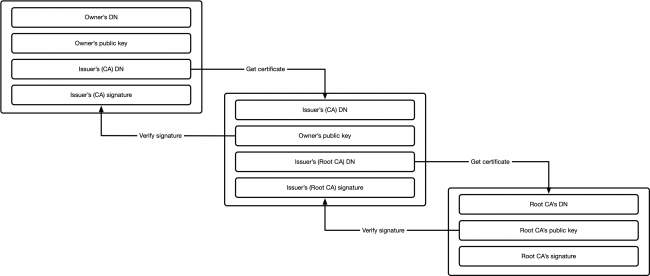 Owner's DN
Owner's public key
Issuer's (CA) DN
Issuer's (CA) signature
Get certificate
Verify signature
Issuer's (CA) DN
Owner's public key
Issuer's (Root CA) DN
Issuer's (Root CA) signature
Get certificate
Verify signature
Root CA's DN
Root CA's public key
Root CA's signature